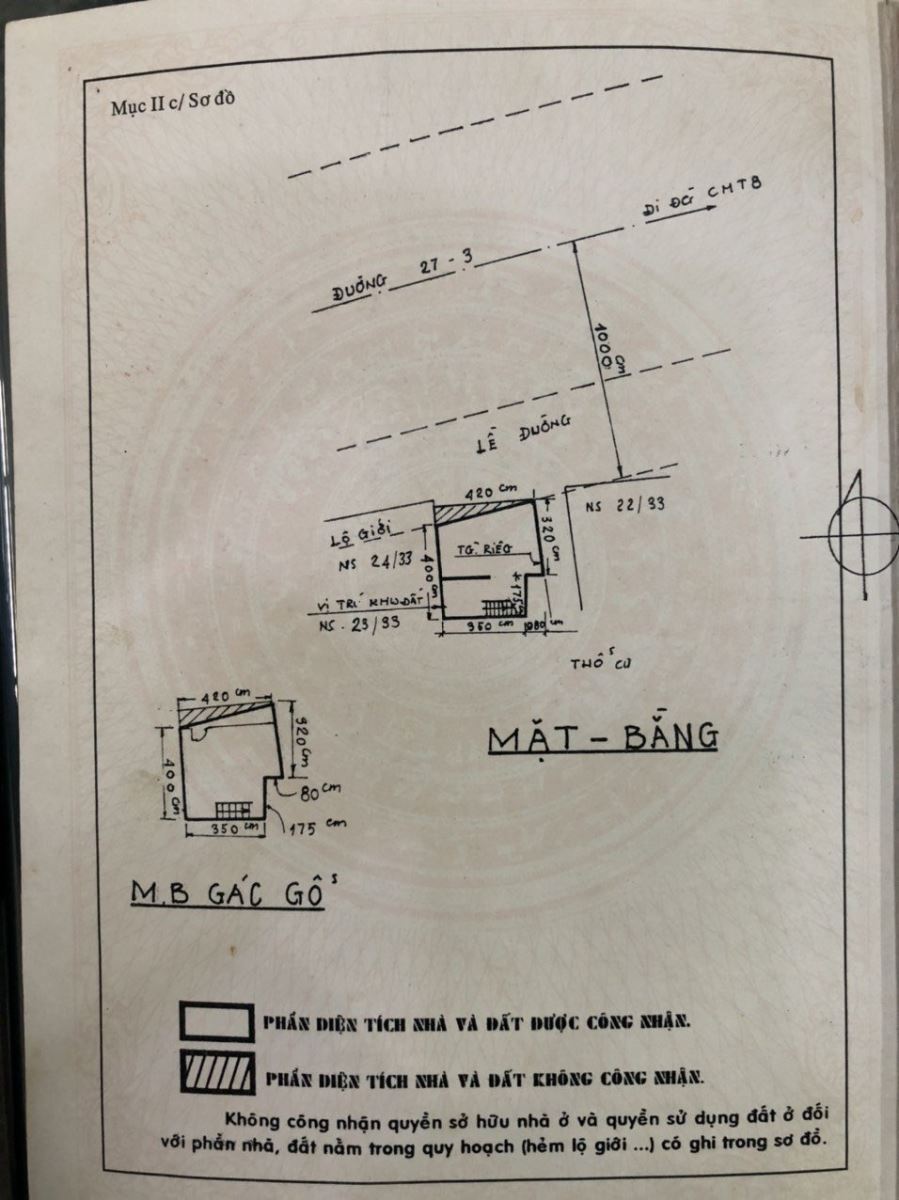 Mục II c/ Sơ đồ
ĐI ĐƠ CMT8
ĐƯỜNG 27 - 3
1000 cm
LỀ ĐƯỜNG
420 cm
NS 22/33
LỘ GIỚI
320 cm
TG. RIÊG
NS 24/33
400 cm
175
VỊ TRÍ KHU ĐẤT
NS. 23/33
350 cm 080 cm
THỔ CƯ
MẶT - BẰNG
420 cm
320 cm
400 cm
80 cm
350 cm
175 cm
M.B GÁC GỖ
PHẦN DIỆN TÍCH NHÀ VÀ ĐẤT ĐƯỢC CÔNG NHẬN.
PHẦN DIỆN TÍCH NHÀ VÀ ĐẤT KHÔNG CÔNG NHẬN.
Không công nhận quyền sở hữu nhà ở và quyền sử dụng đất ở đối
với phần nhà, đất nằm trong quy hoạch (hẻm lộ giới ...) có ghi trong sơ đồ.